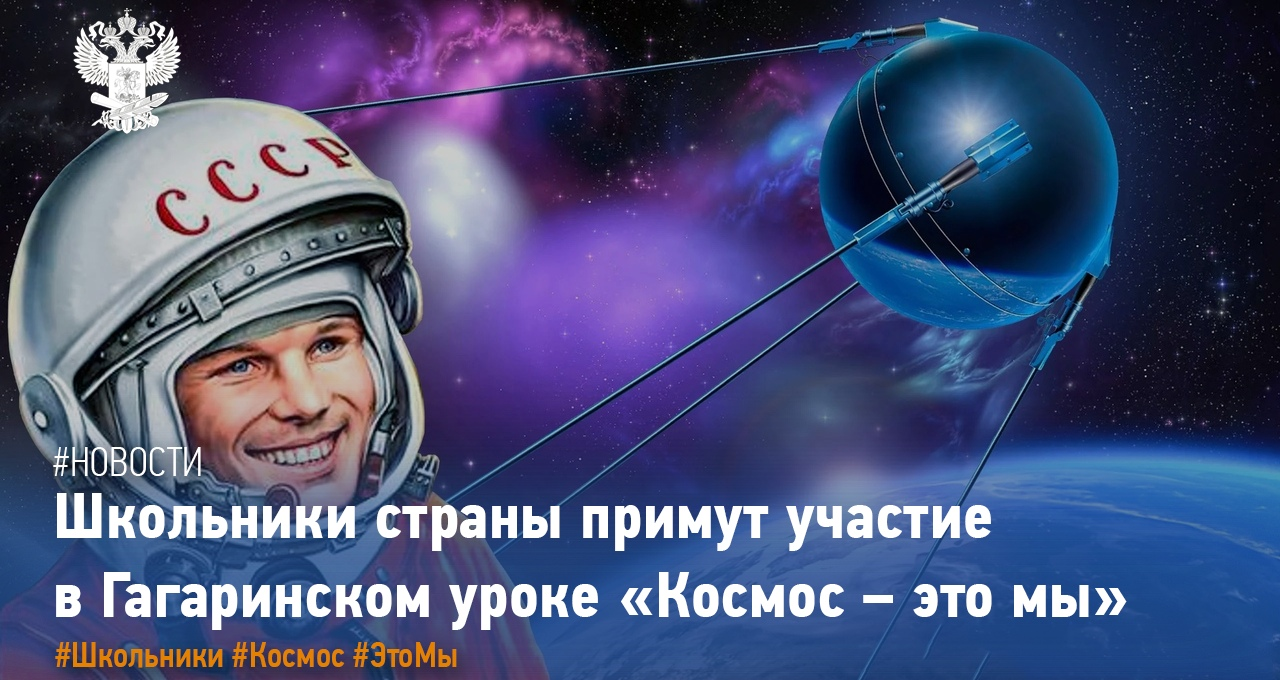 СССР
#НОВОСТИ
Школьники страны примут участие
в Гагаринском уроке «Космос – это мы»
#Школьники #Космос #ЭтоМы